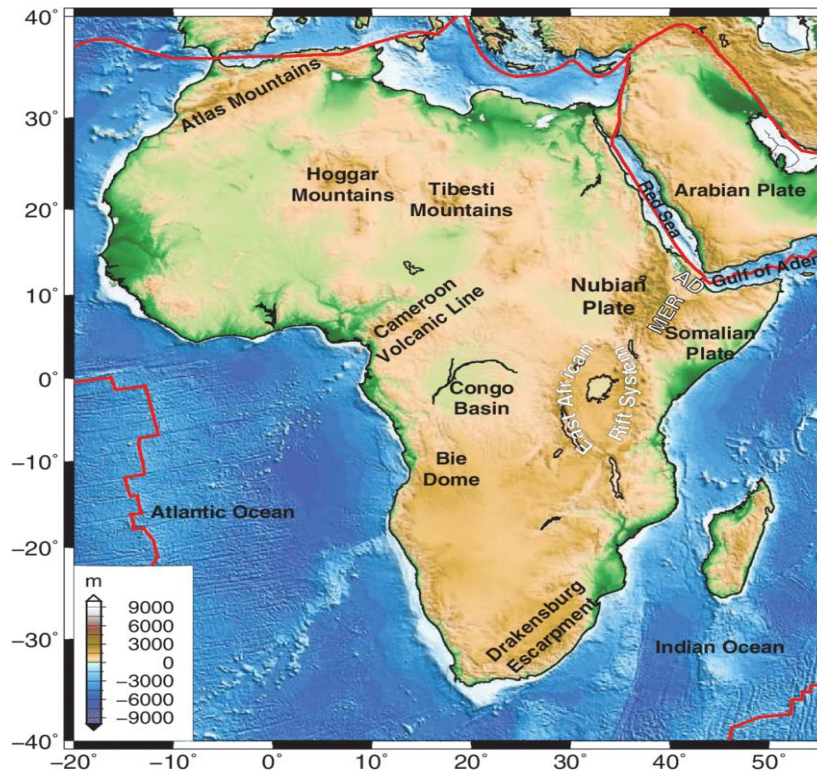 40°
30°
20°
10°
0°
−10°
−20°
−30°
−40°
Atlas Mountains
Hoggar
Mountains
Tibesti
Mountains
Red Sea
Arabian Plate
Gulf of Aden
AD
MER
Nubian
Plate
Somalian
Plate
Cameroon
Volcanic Line
East African
Rift System
Congo
Basin
Bie
Dome
Atlantic Ocean
Drakensburg
Escarpment
Indian Ocean
m
9000
6000
3000
0
−3000
−6000
−9000
−20°
−10°
0°
10°
20°
30°
40°
50°